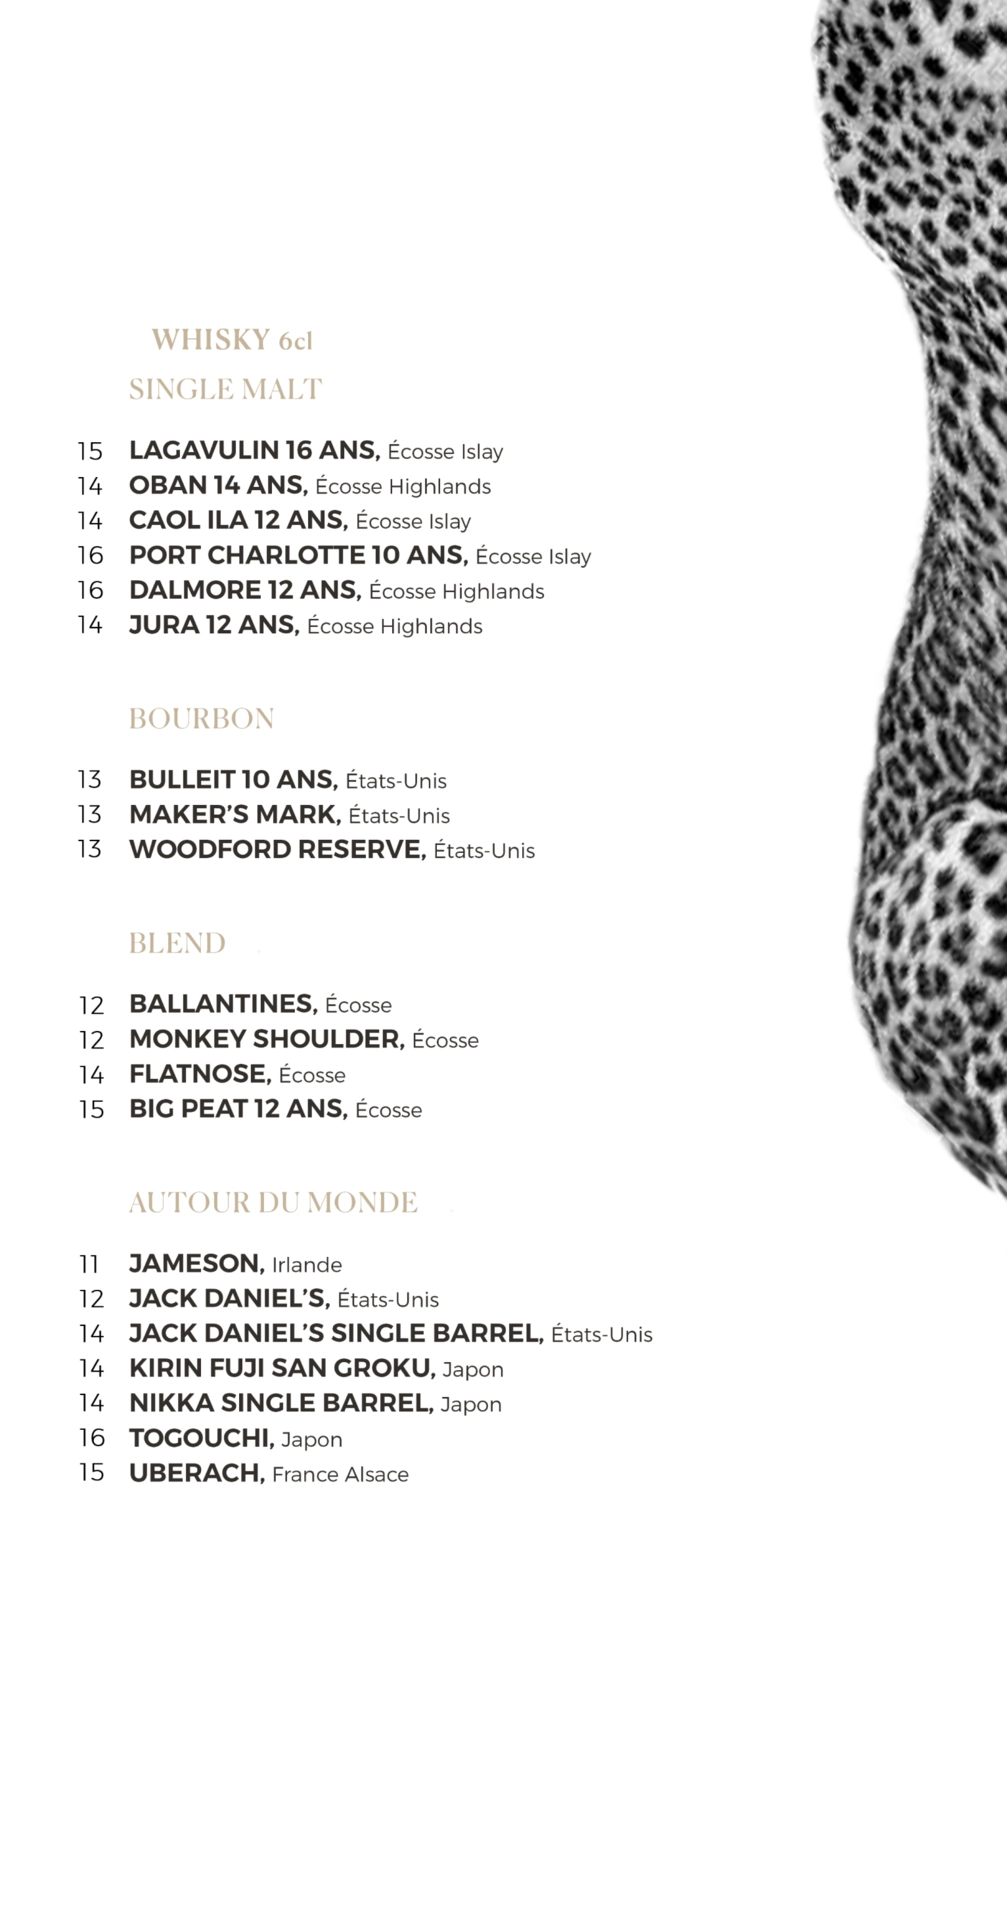 WHISKY 6cl
SINGLE MALT
15 LAGAVULIN 16 ANS, Écosse Islay
14 OBAN 14 ANS, Écosse Highlands
14 CAOL ILA 12 ANS, Écosse Islay
16 PORT CHARLOTTE 10 ANS, Écosse Islay
16 DALMORE 12 ANS, Écosse Highlands
14 JURA 12 ANS, Écosse Highlands
BOURBON
13 BULLEIT 10 ANS, États-Unis
13 MAKER’S MARK, États-Unis
13 WOODFORD RESERVE, États-Unis
BLEND
12 BALLANTINES, Écosse
12 MONKEY SHOULDER, Écosse
14 FLATNOSE, Écosse
15 BIG PEAT 12 ANS, Écosse
AUTOUR DU MONDE
11 JAMESON, Irlande
12 JACK DANIEL’S, États-Unis
14 JACK DANIEL’S SINGLE BARREL, États-Unis
14 KIRIN FUJI SAN GROKU, Japon
14 NIKKA SINGLE BARREL, Japon
16 TOGOUCHI, Japon
15 UBERACH, France Alsace